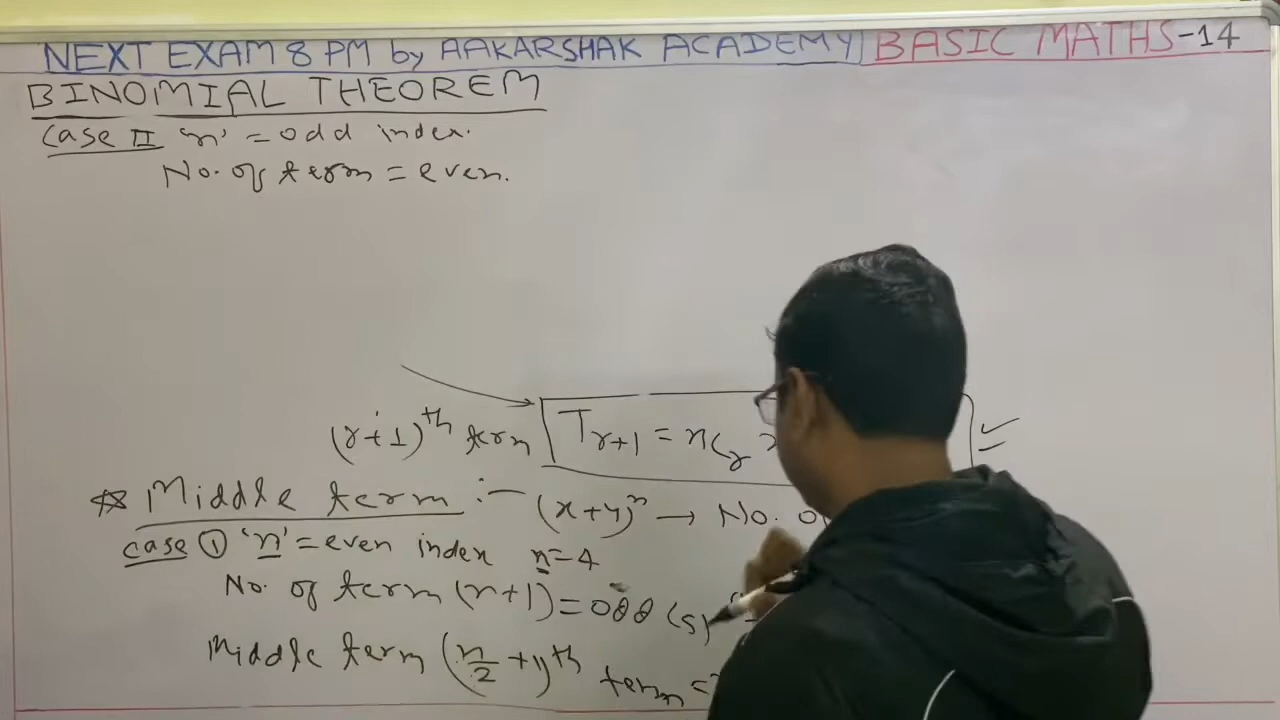 NEXT EXAM 8 PM by AAKARSHAK ACADEMY BASIC MATHS-14
BINOMIAL THEOREM
Case II 'n' = odd index.
No. of term = even.
(r+1)th term Tr+1 = nCr
☆ Middle term :- (x+y)^n → No. o
case ① 'n' = even index n=4
No. of term (n+1) = odd (5)
Middle term (n/2 + 1)th term =